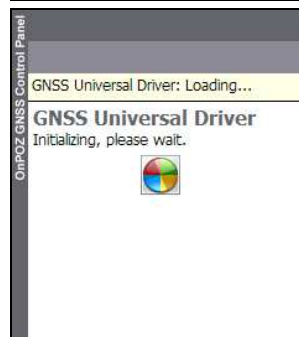 OnPOZ GNSS Control Panel
GNSS Universal Driver: Loading...
GNSS Universal Driver
Initializing, please wait.